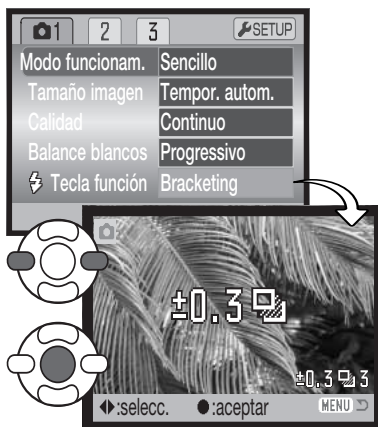 1 2 3 SETUP
Modo funcionam. Sencillo
Tamaño imagen Tempor. autom.
Calidad Continuo
Balance blancos Progressivo
Tecla función Bracketing
±0.3
±0.3 3
:selecc. :aceptar MENU